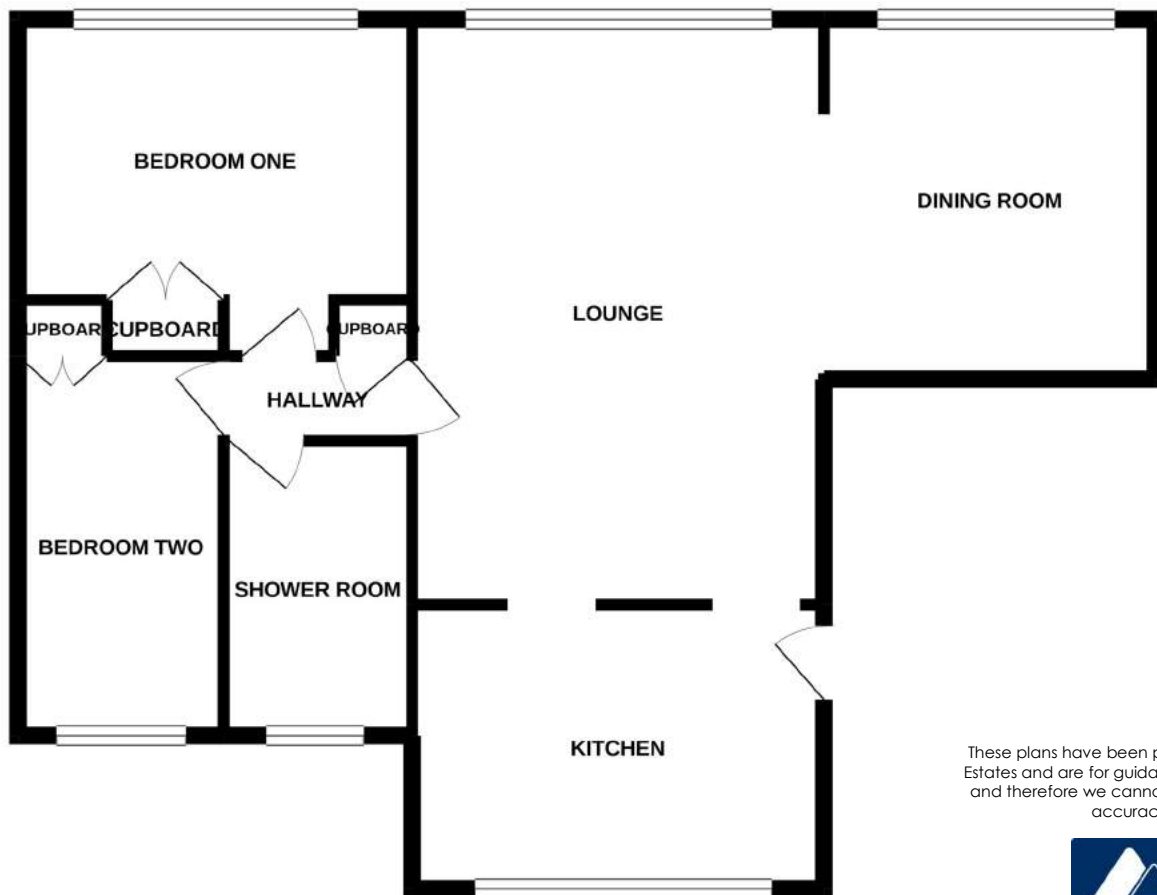 BEDROOM ONE
DINING ROOM
LOUNGE
UPBOAR
CUPBOARD
CUPBOARD
HALLWAY
BEDROOM TWO
SHOWER ROOM
KITCHEN
These plans have been p
Estates and are for guida
and therefore we canno
accurac